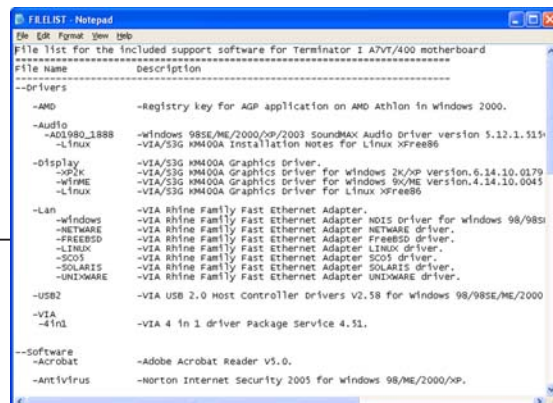 FILELIST - Notepad
File Edit Format View Help
File list for the included support software for Terminator I A7VT/400 motherboard
================================================================
File Name Description
----------------------------------------------------------------
--Drivers
-AMD -Registry key for AGP application on AMD Athlon in Windows 2000.
-Audio
-AD1980_1888 -Windows 98SE/ME/2000/XP/2003 SoundMAX Audio Driver version 5.12.1.515
-Linux -VIA/S3G KM400A Installation Notes for Linux XFree86
-Display -VIA/S3G KM400A Graphics Driver.
-XP2K -VIA/S3G KM400A Graphics Driver for Windows 2K/XP version.6.14.10.0179
-WinME -VIA/S3G KM400A Graphics Driver for Windows 9X/ME version.4.14.10.0045
-Linux -VIA/S3G KM400A Graphics Driver for Linux XFree86
-Lan -VIA Rhine Family Fast Ethernet Adapter.
-Windows -VIA Rhine Family Fast Ethernet Adapter NDIS Driver for Windows 98/98S
-NETWARE -VIA Rhine Family Fast Ethernet Adapter NETWARE driver.
-FREEBSD -VIA Rhine Family Fast Ethernet Adapter FreeBSD driver.
-LINUX -VIA Rhine Family Fast Ethernet Adapter LINUX driver.
-SCO5 -VIA Rhine Family Fast Ethernet Adapter SCO5 driver.
-SOLARIS -VIA Rhine Family Fast Ethernet Adapter SOLARIS driver.
-UNIXWARE -VIA Rhine Family Fast Ethernet Adapter UNIXWARE driver.
-USB2 -VIA USB 2.0 Host Controller Drivers V2.58 for Windows 98/98SE/ME/2000
-VIA
-4in1 -VIA 4 in 1 driver Package Service 4.51.
--Software
-Acrobat -Adobe Acrobat Reader V5.0.
-Antivirus -Norton Internet Security 2005 for Windows 98/ME/2000/XP.